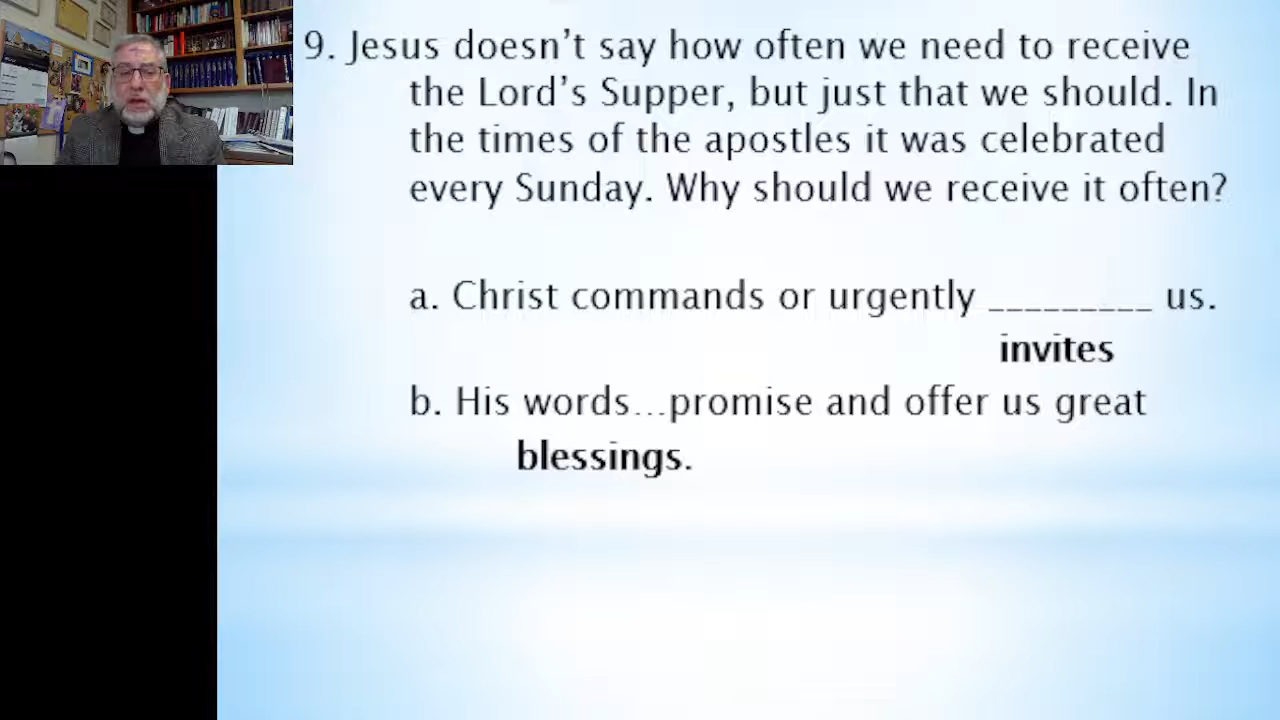 9. Jesus doesn't say how often we need to receive
the Lord's Supper, but just that we should. In
the times of the apostles it was celebrated
every Sunday. Why should we receive it often?
a. Christ commands or urgently _________ us.
invites
b. His words...promise and offer us great
blessings.